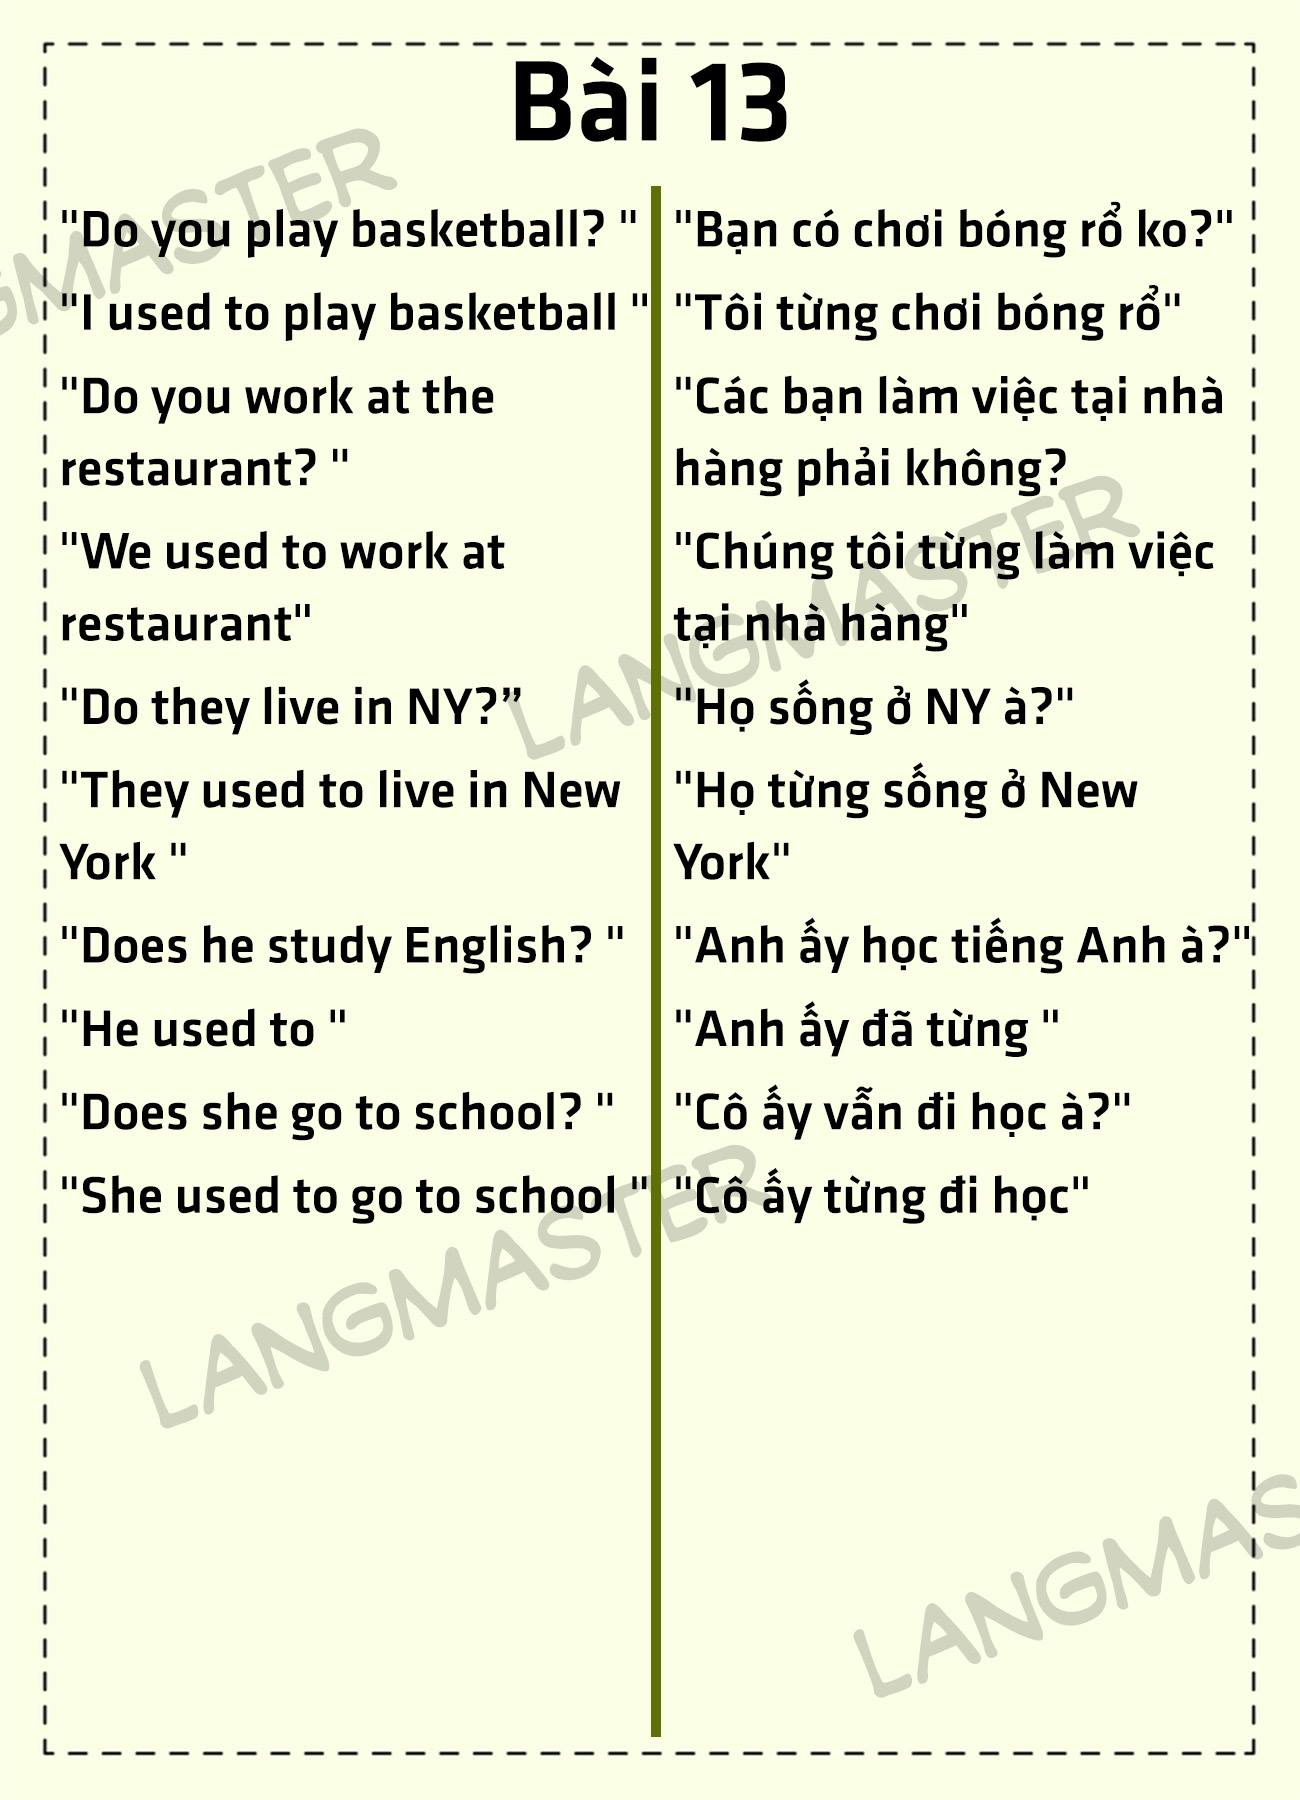 Bài 13
"Do you play basketball? "
"I used to play basketball "
"Do you work at the
restaurant? "
"We used to work at
restaurant"
"Do they live in NY?”
"They used to live in New
York "
"Does he study English? "
"He used to "
"Does she go to school? "
"She used to go to school "
"Bạn có chơi bóng rổ ko?"
"Tôi từng chơi bóng rổ"
"Các bạn làm việc tại nhà
hàng phải không?
"Chúng tôi từng làm việc
tại nhà hàng"
"Họ sống ở NY à?"
"Họ từng sống ở New
York"
"Anh ấy học tiếng Anh à?"
"Anh ấy đã từng "
"Cô ấy vẫn đi học à?"
"Cô ấy từng đi học"
GMASTER
LANGMASTER
LANGMASTER
LANGMAS